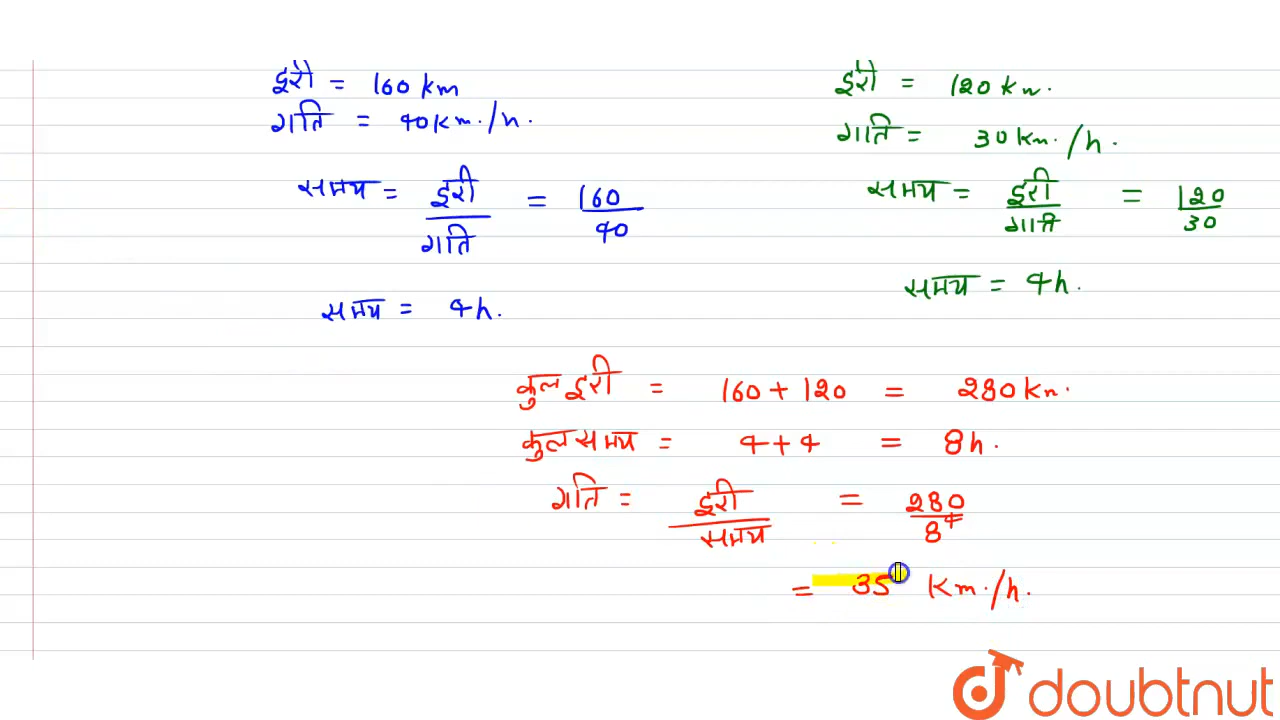 दूरी = 160 km
गति = 40 km./h.
समय = दूरी / गति = 160 / 40
समय = 4h.
दूरी = 120 km.
गति = 30 km./h.
समय = दूरी / गति = 120 / 30
समय = 4h.
कुल दूरी = 160 + 120 = 280 km.
कुल समय = 4 + 4 = 8h.
गति = दूरी / समय = 280 / 8
= 35 Km./h.
doubtnut